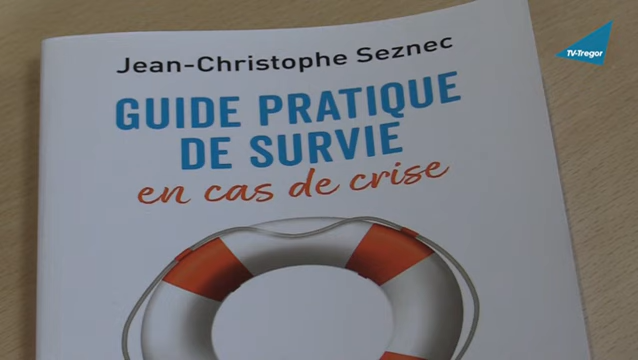 TV-Tregor
Jean-Christophe Seznec
GUIDE PRATIQUE
DE SURVIE
en cas de crise